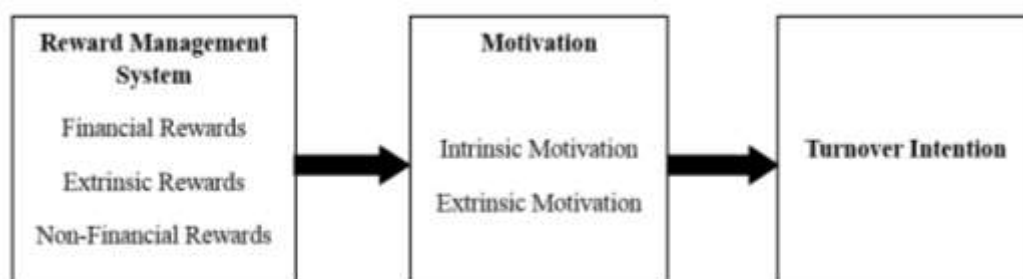 Reward Management
System
Financial Rewards
Extrinsic Rewards
Non-Financial Rewards
Motivation
Intrinsic Motivation
Extrinsic Motivation
Turnover Intention